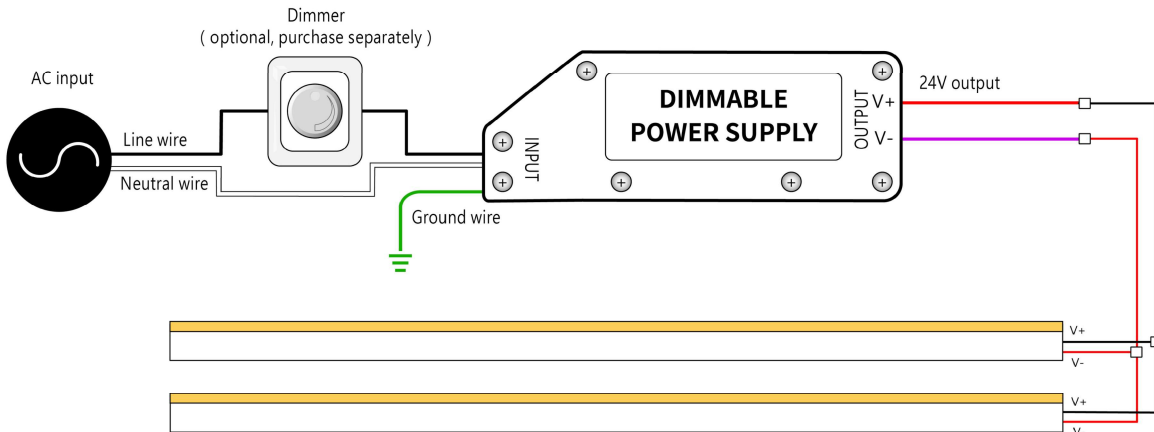 Dimmer
( optional, purchase separately )
AC input
Line wire
Neutral wire
Ground wire
INPUT
DIMMABLE
POWER SUPPLY
OUTPUT
V+
V-
24V output
V+
V-
V+